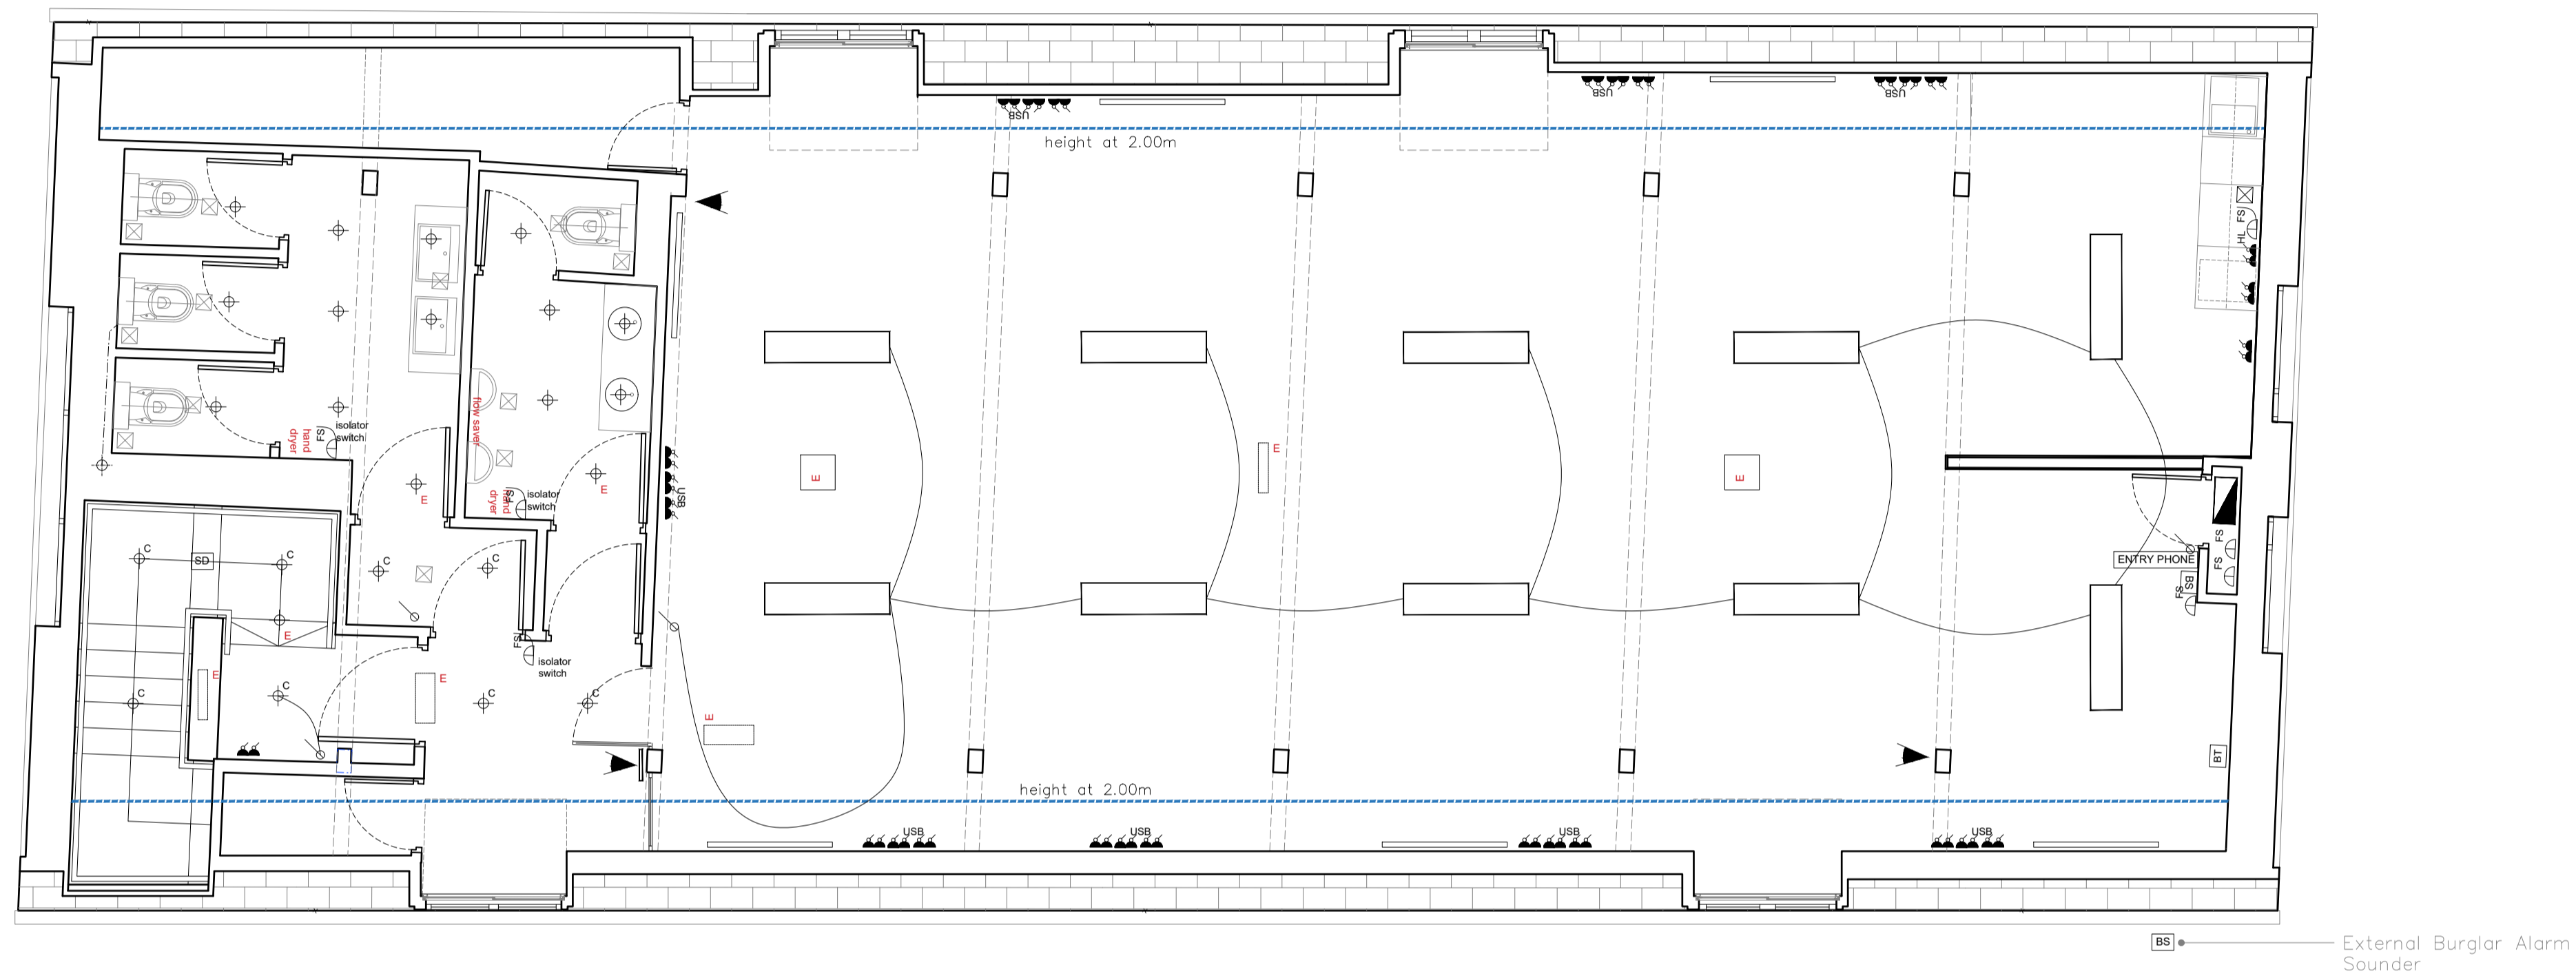 USB
USB
USB
height at 2.00m
FS
HL
isolator
switch
FS
hand
dryer
flow saver
E
E
E
E
E
E
USB
isolator
switch
FS
hand
dryer
C
SD
C
C
C
ENTRY PHONE
FS
FS
BS
FS
E
FS
isolator
switch
E
E
C
C
C
C
E
BT
height at 2.00m
USB
USB
USB
USB
BS
External Burglar Alarm
Sounder